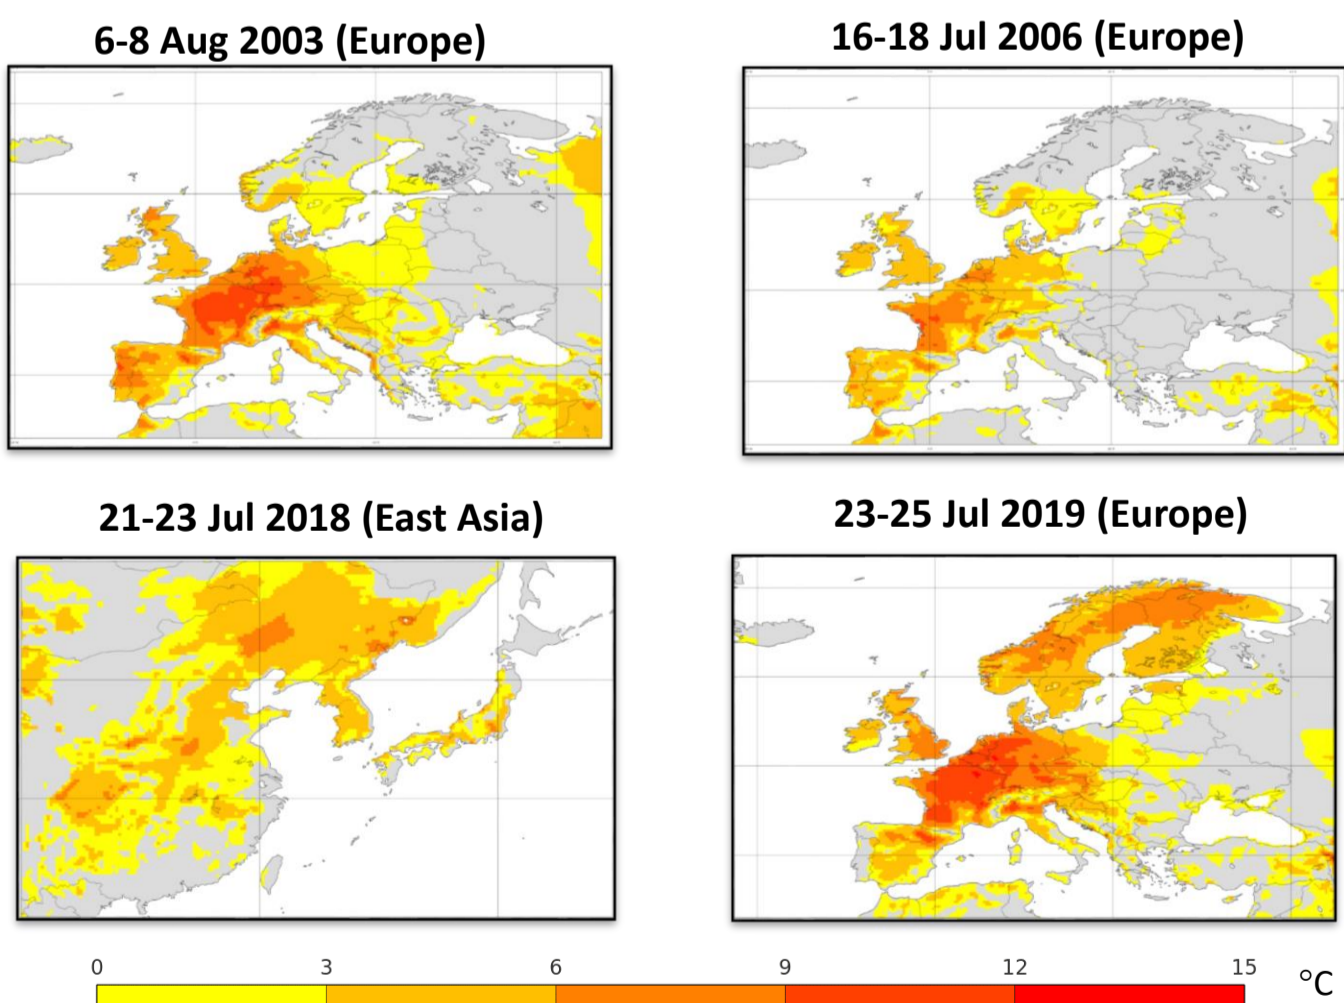 6-8 Aug 2003 (Europe)
16-18 Jul 2006 (Europe)
21-23 Jul 2018 (East Asia)
23-25 Jul 2019 (Europe)
0 3 6 9 12 15 °C